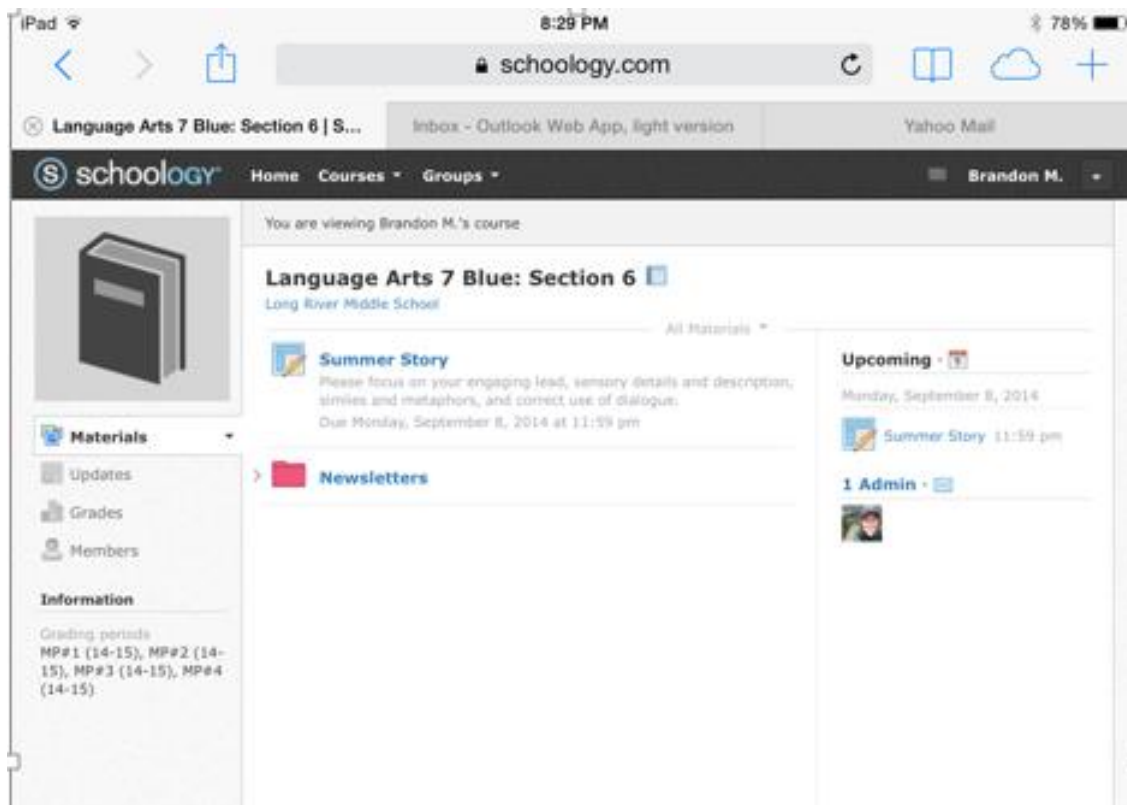 iPad 8:29 PM 78%
schoology.com
Language Arts 7 Blue: Section 6 | S... Inbox - Outlook Web App, light version Yahoo Mail
S schoology Home Courses Groups Brandon M.
You are viewing Brandon M.'s course
Language Arts 7 Blue: Section 6
Long River Middle School
All Materials
Summer Story
Please focus on your engaging lead, sensory details and description,
similes and metaphors, and correct use of dialogue.
Due Monday, September 8, 2014 at 11:59 pm
Newsletters
Upcoming ·
Monday, September 8, 2014
Summer Story 11:59 pm
1 Admin ·
Materials
Updates
Grades
Members
Information
Grading periods
MP#1 (14-15), MP#2 (14-
15), MP#3 (14-15), MP#4
(14-15)